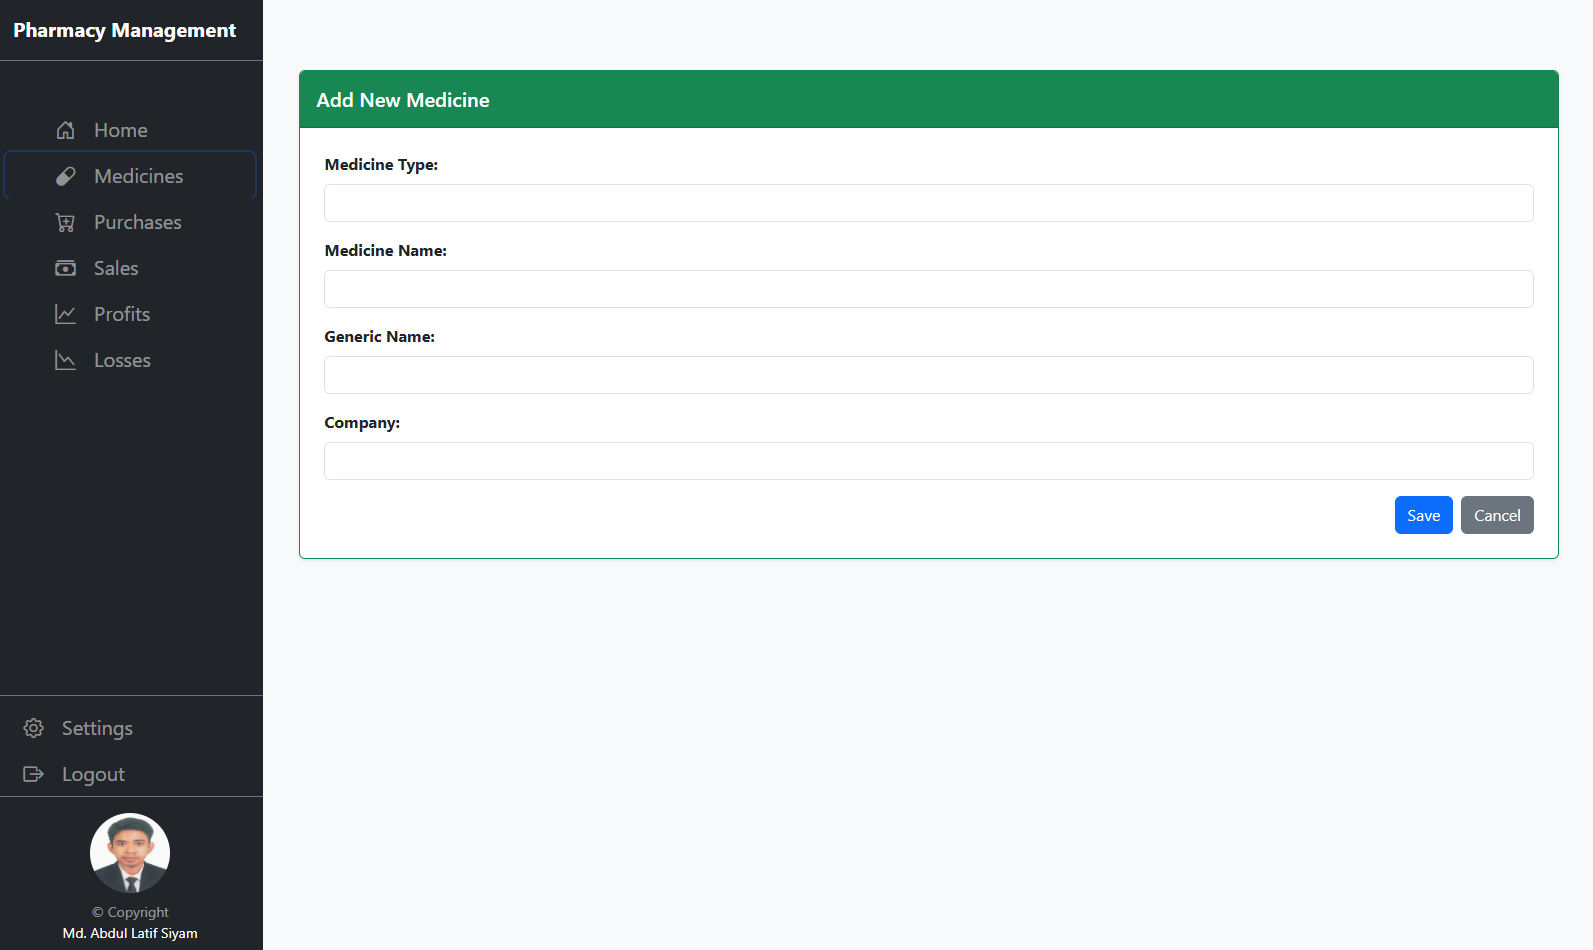 Pharmacy Management
Home
Medicines
Purchases
Sales
Profits
Losses
Settings
Logout
© Copyright
Md. Abdul Latif Siyam
Add New Medicine
Medicine Type:
Medicine Name:
Generic Name:
Company:
Save Cancel